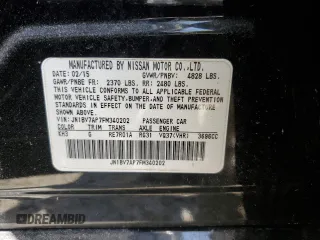 MANUFACTURED BY NISSAN MOTOR CO.,LTD.
02/15 GVWR/PNBV: 4828 LBS.
GAWR/PNBE FR: 2370 LBS. RR: 2480 LBS.
THIS VEHICLE CONFORMS TO ALL APPLICABLE
FEDERAL MOTOR VEHICLE
SAFETY, BUMPER, AND THEFT PREVENTION
STANDARDS IN EFFECT ON THE DATE OF MANUFACTURE
SHOWN ABOVE.
VIN: JN1BV7AP7FM340202 PASSENGER CAR
COLOR TRIM TRANS AXLE ENGINE
KH3 G RE7R01A RG31 VQ37(VHR) 3696CC
DREAMBID
JN1BV7AP7FM340202